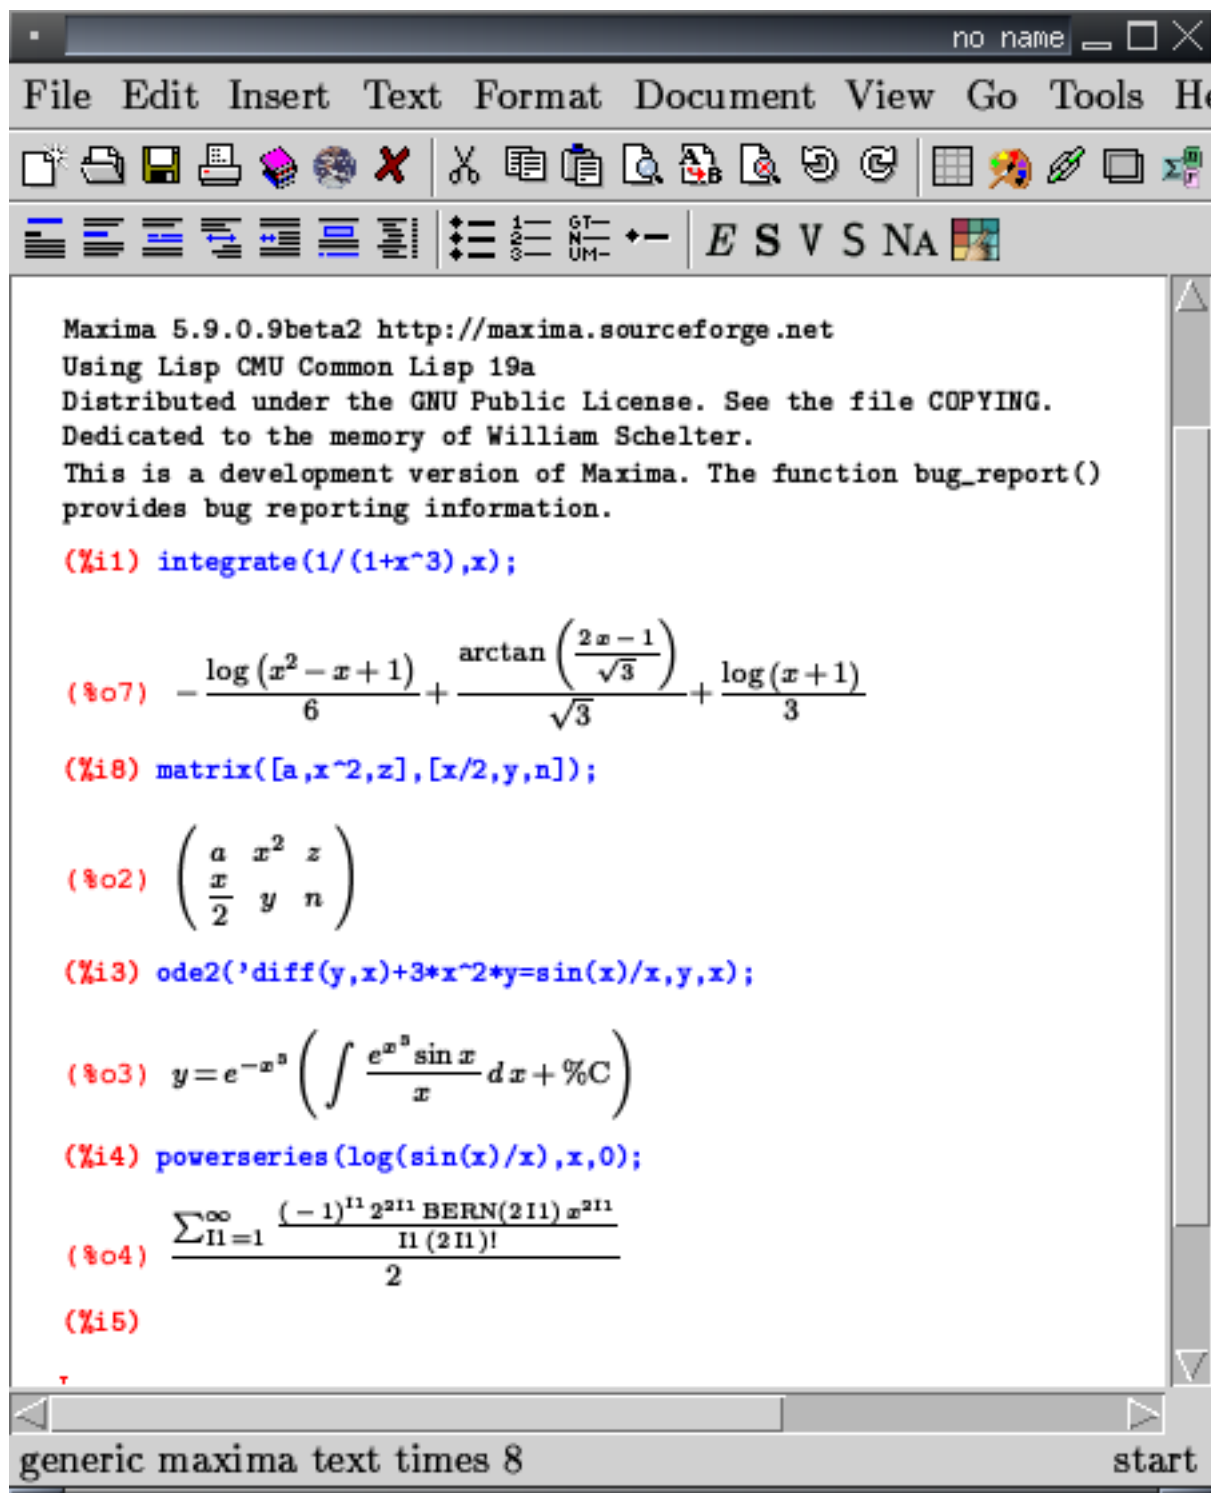 no name
File Edit Insert Text Format Document View Go Tools He
E S V S NA
Maxima 5.9.0.9beta2 http://maxima.sourceforge.net
Using Lisp CMU Common Lisp 19a
Distributed under the GNU Public License. See the file COPYING.
Dedicated to the memory of William Schelter.
This is a development version of Maxima. The function bug_report()
provides bug reporting information.
(%i1) integrate(1/(1+x^3),x);
(%o7) − log (x² − x + 1) / 6 + arctan ((2 x − 1) / √3) / √3 + log (x + 1) / 3
(%i8) matrix([a,x^2,z],[x/2,y,n]);
(%o2) ( a x² z
x/2 y n )
(%i3) ode2('diff(y,x)+3*x^2*y=sin(x)/x,y,x);
(%o3) y = e^(−x³) ( ∫ e^(x³) sin x / x d x + %C )
(%i4) powerseries(log(sin(x)/x),x,0);
(%o4) ∑_(I1=1)^∞ ((− 1)^(I1) 2^(2I1) BERN(2 I1) x^(2I1) / I1 (2 I1)!) / 2
(%i5)
generic maxima text times 8 start